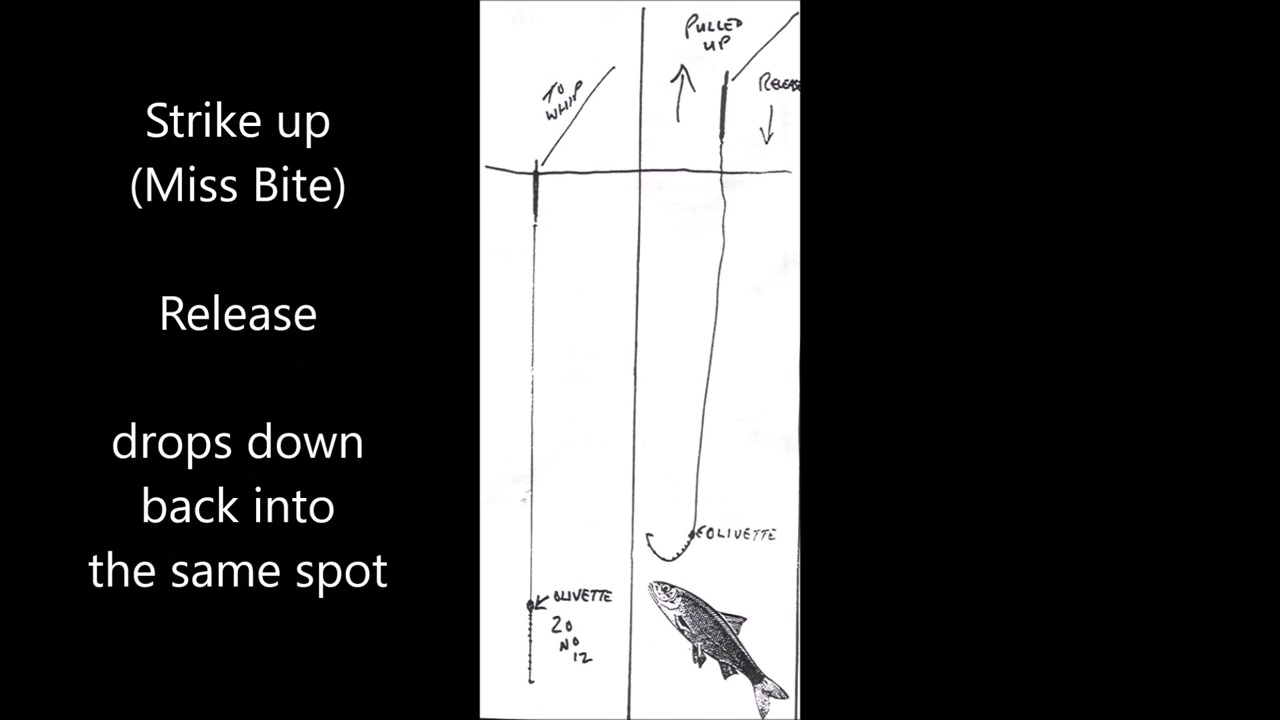 Strike up
(Miss Bite)
Release
drops down
back into
the same spot
TO
WHIP
OLIVETTE
20
NO
12
PULLED
UP
RELEASE
OLIVETTE